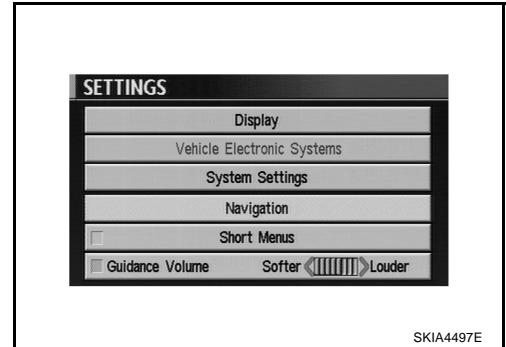 SETTINGS
Display
Vehicle Electronic Systems
System Settings
Navigation
Short Menus
Guidance Volume Softer Louder
SKIA4497E